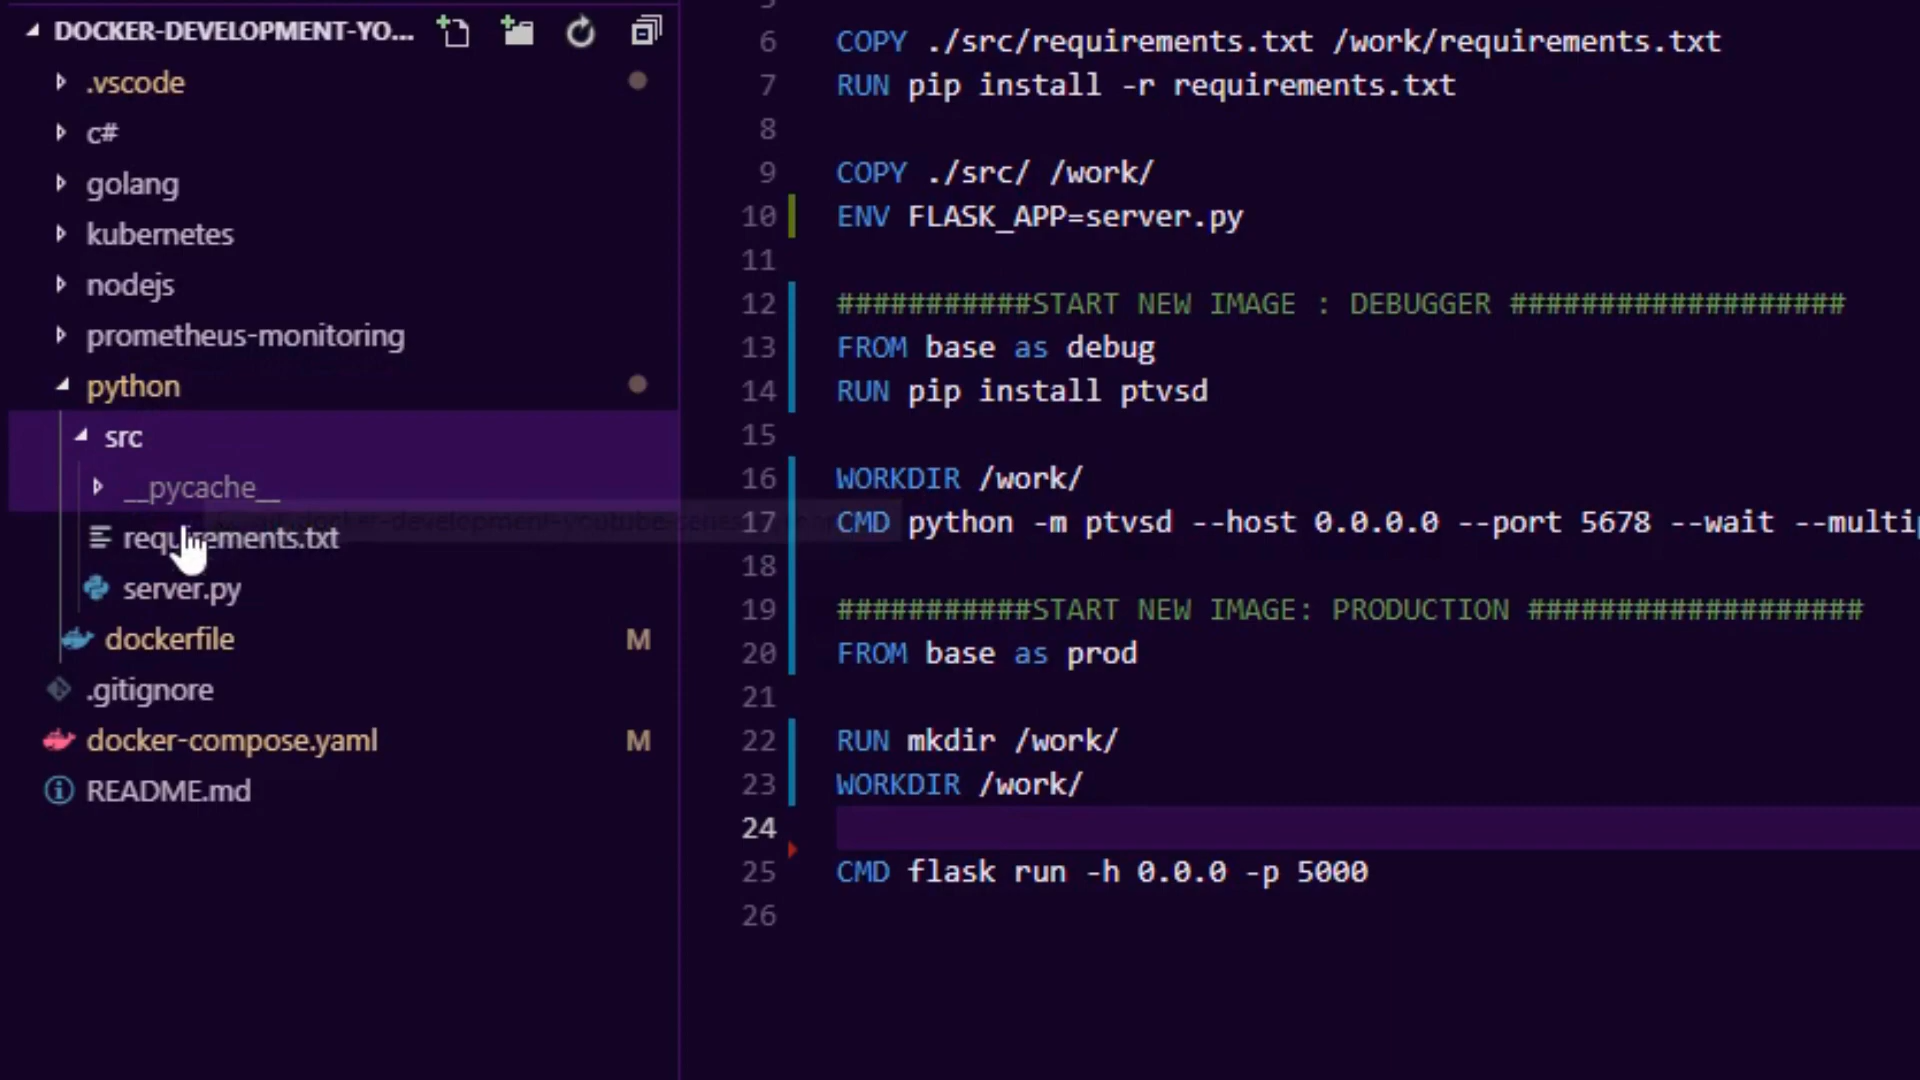 DOCKER-DEVELOPMENT-YO...
.vscode
c#
golang
kubernetes
nodejs
prometheus-monitoring
python
src
__pycache__
requirements.txt
server.py
dockerfile M
.gitignore
docker-compose.yaml M
README.md
6 COPY ./src/requirements.txt /work/requirements.txt
7 RUN pip install -r requirements.txt
8
9 COPY ./src/ /work/
10 ENV FLASK_APP=server.py
11
12 ###########START NEW IMAGE : DEBUGGER ###################
13 FROM base as debug
14 RUN pip install ptvsd
15
16 WORKDIR /work/
17 CMD python -m ptvsd --host 0.0.0.0 --port 5678 --wait --multip
18
19 ###########START NEW IMAGE: PRODUCTION ###################
20 FROM base as prod
21
22 RUN mkdir /work/
23 WORKDIR /work/
24
25 CMD flask run -h 0.0.0 -p 5000
26